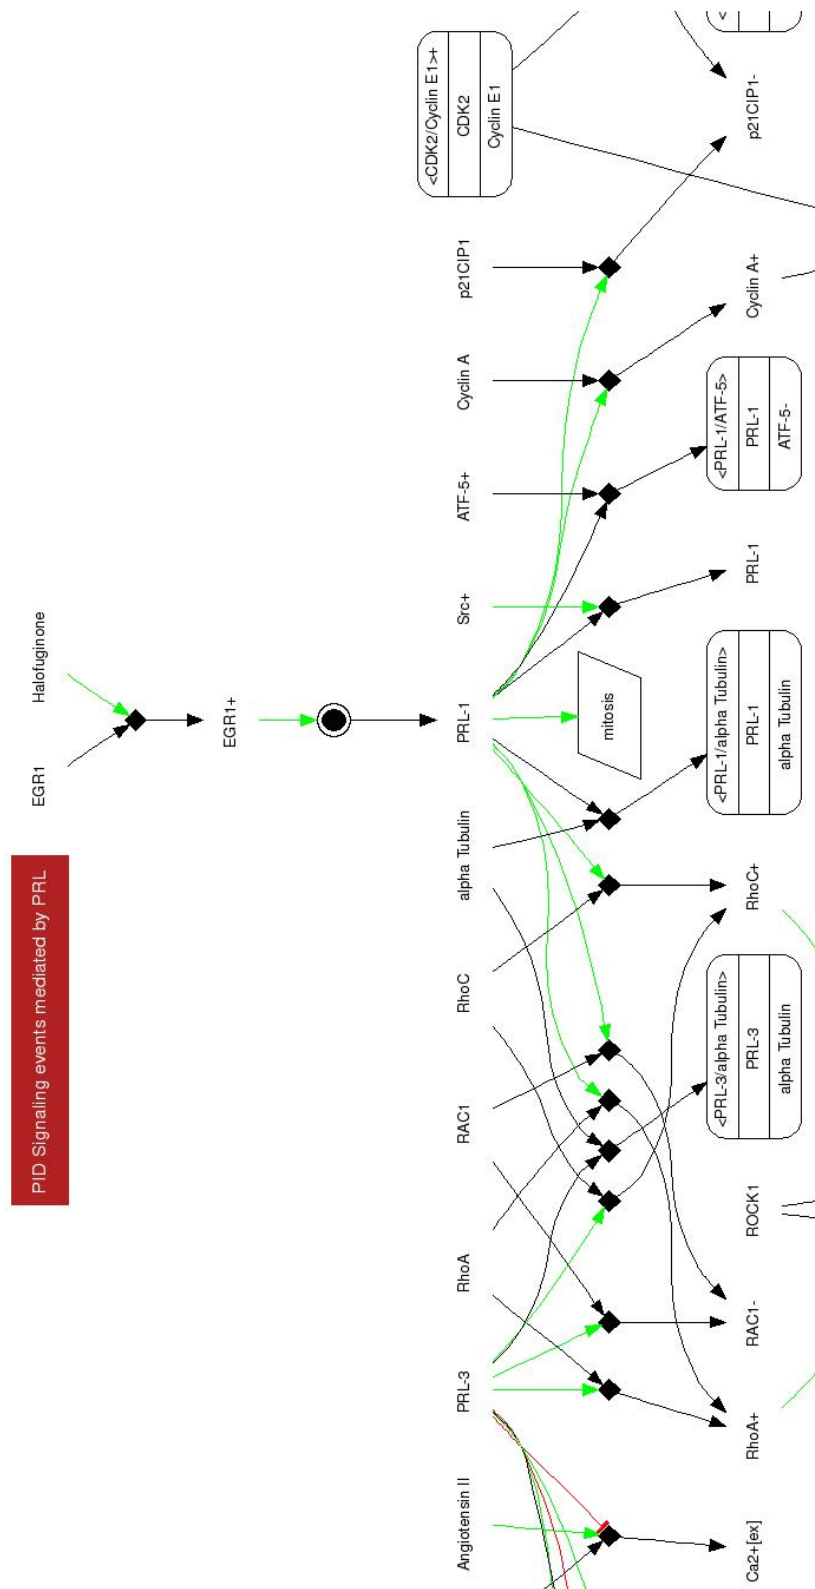 PID Signaling events mediated by PRL
EGR1
Halofuginone
EGR1+
Angiotensin II
PRL-3
RhoA
RAC1
RhoC
alpha Tubulin
PRL-1
Src+
ATF-5+
Cyclin A
p21CIP1
<CDK2/Cyclin E1>+
CDK2
Cyclin E1
mitosis
Ca2+[ex]
RhoA+
RAC1-
ROCK1
<PRL-3/alpha Tubulin>
PRL-3
alpha Tubulin
RhoC+
<PRL-1/alpha Tubulin>
PRL-1
alpha Tubulin
PRL-1
<PRL-1/ATF-5>
PRL-1
ATF-5-
Cyclin A+
p21CIP1-